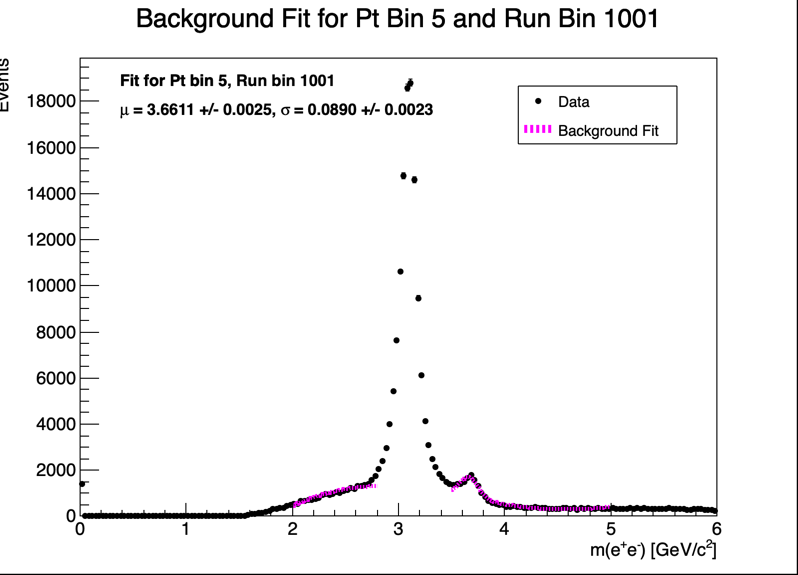 Background Fit for Pt Bin 5 and Run Bin 1001
Events
Fit for Pt bin 5, Run bin 1001
μ = 3.6611 +/- 0.0025, σ = 0.0890 +/- 0.0023
Data
Background Fit
18000
16000
14000
12000
10000
8000
6000
4000
2000
0
0 1 2 3 4 5 6
m(e⁺e⁻) [GeV/c²]